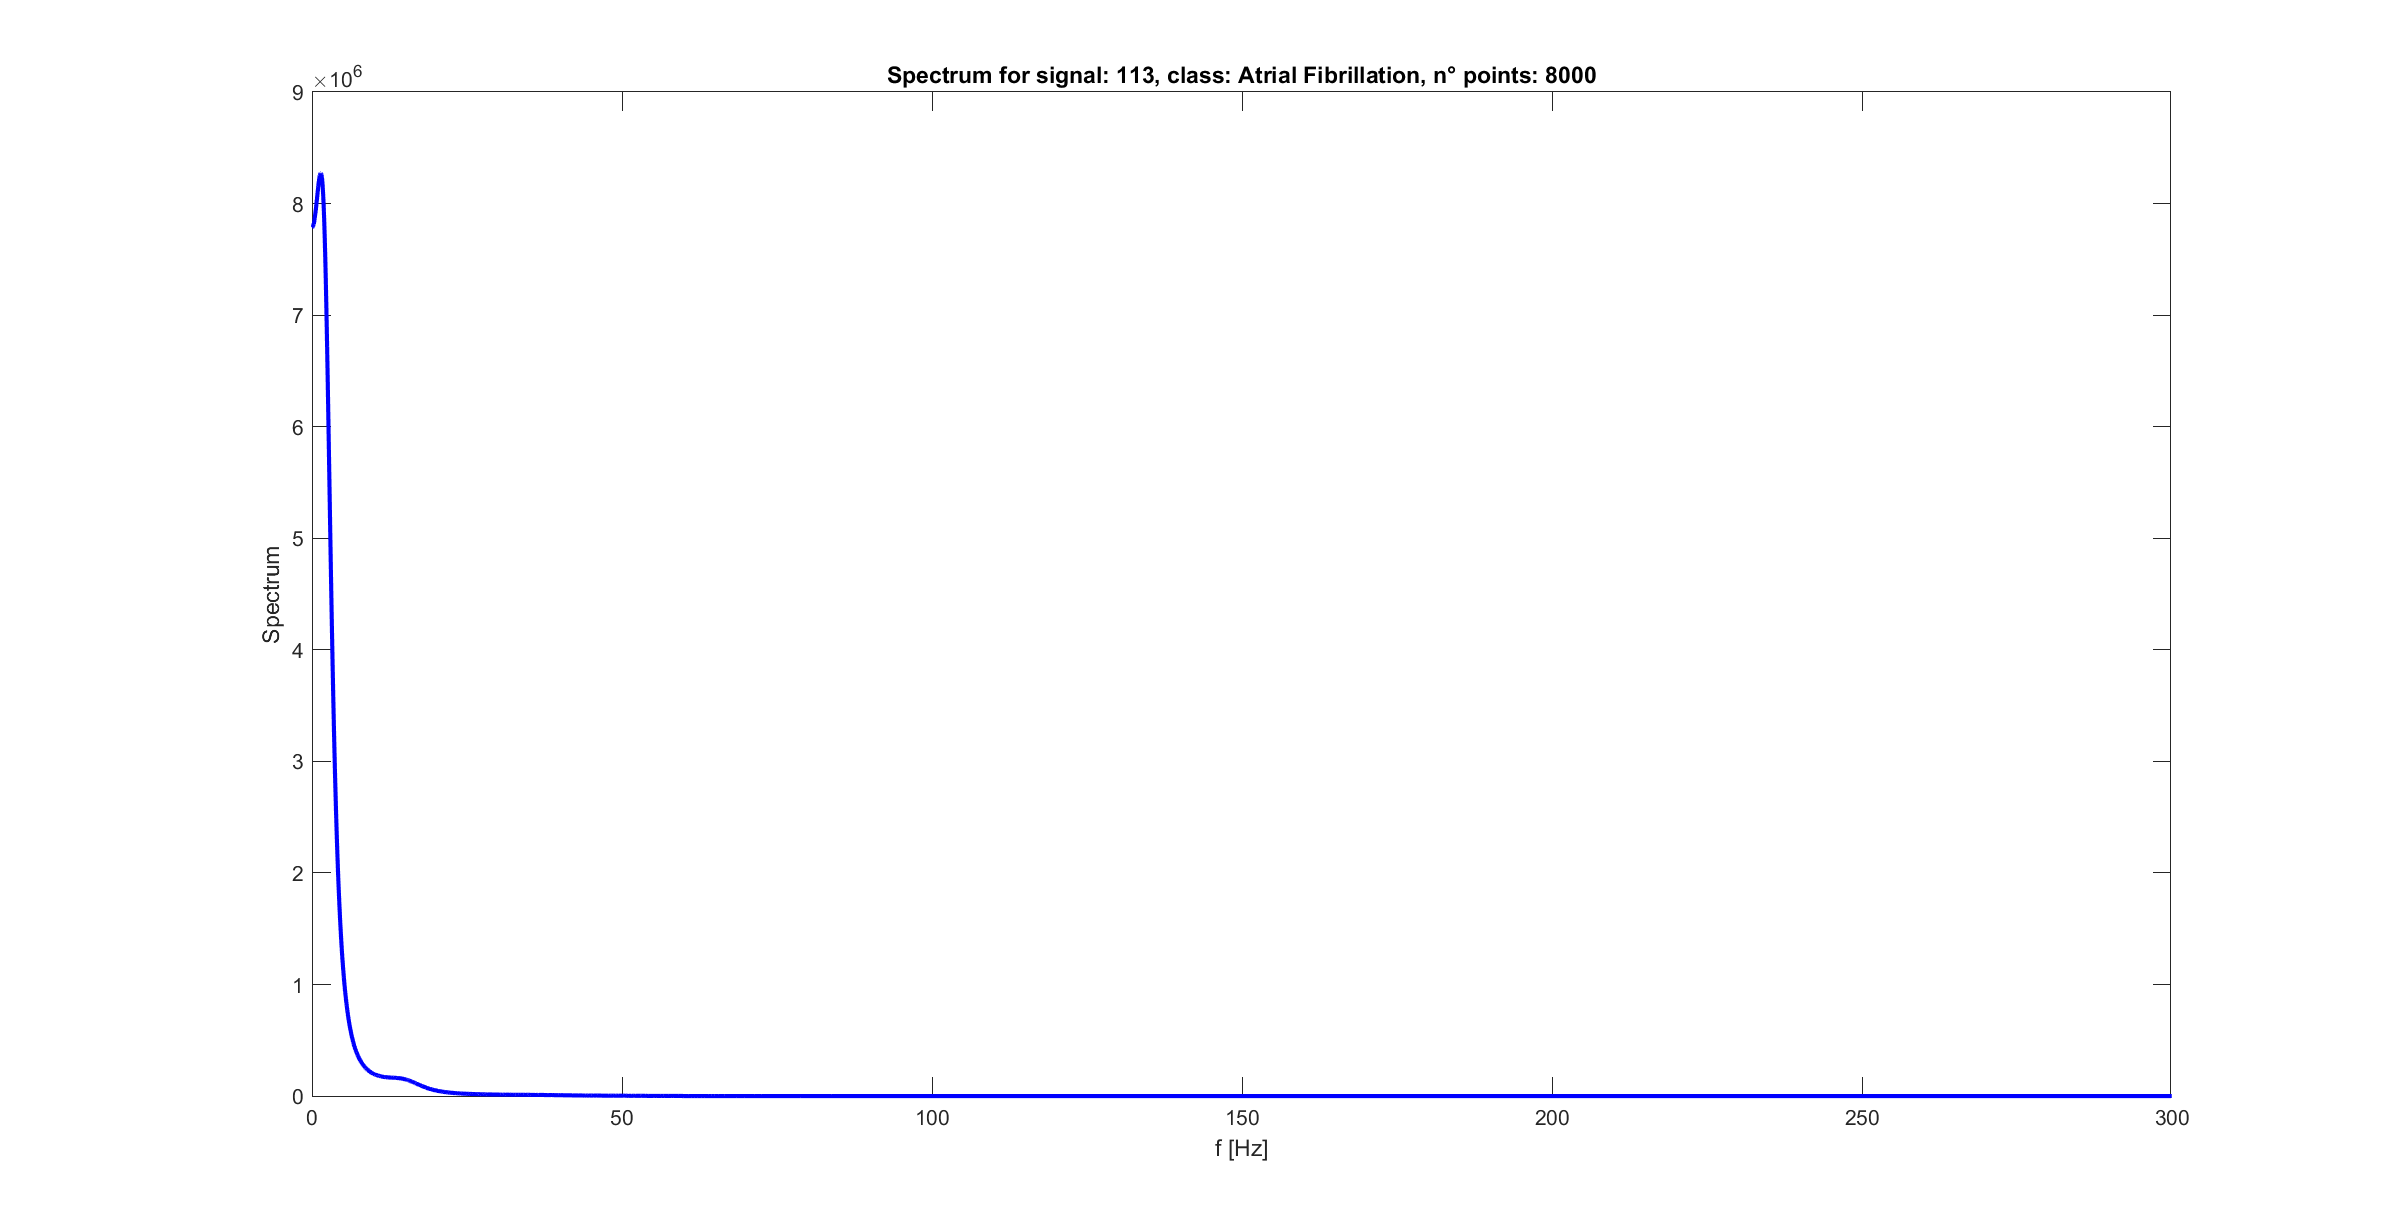 Spectrum for signal: 113, class: Atrial Fibrillation, n° points: 8000
×10^6
9
8
7
6
5
4
3
2
1
0
Spectrum
0 50 100 150 200 250 300
f [Hz]